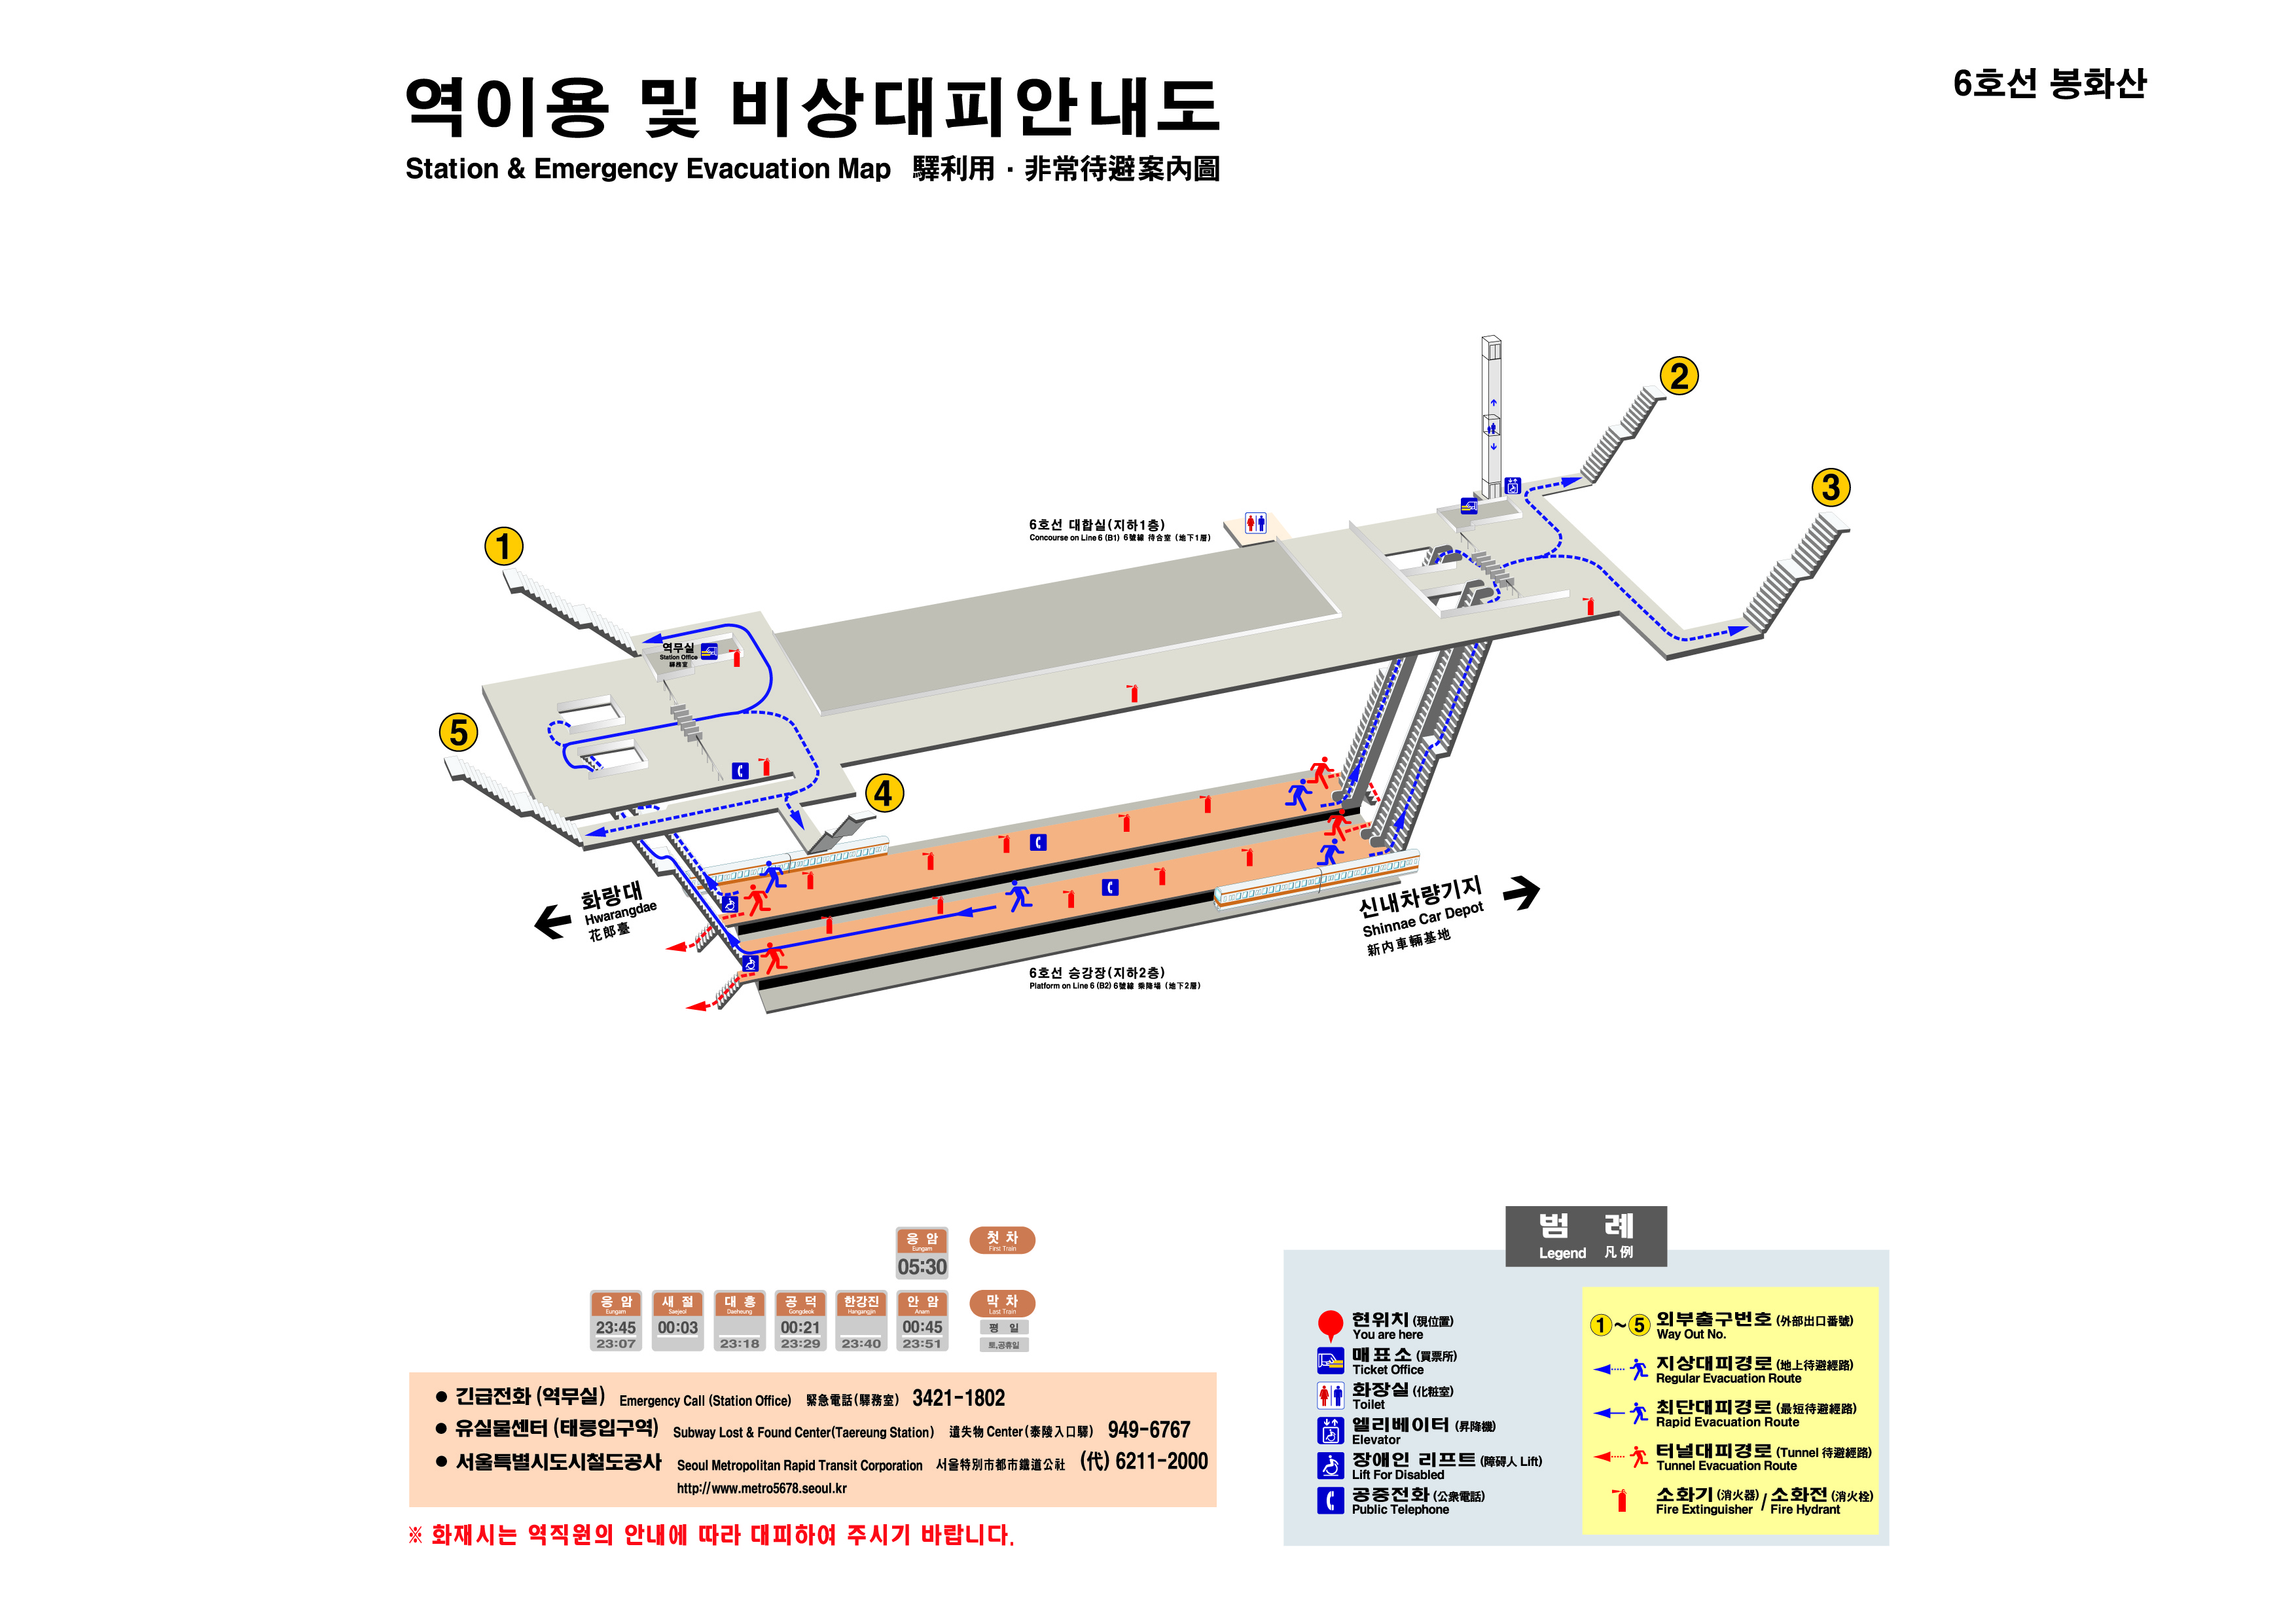 역이용 및 비상대피안내도
Station & Emergency Evacuation Map 驛利用 · 非常待避案內圖
6호선 봉화산
2
3
1
6호선 대합실(지하1층)
Concourse on Line 6 (B1) 6號線 待合室 (地下1層)
역무실
Station Office
驛務室
5
4
화랑대
Hwarangdae
花郎臺
신내차량기지
Shinnae Car Depot
新內車輛基地
6호선 승강장(지하2층)
Platform on Line 6 (B2) 6號線 乘降場 (地下2層)
응 암
Eungam
05:30
첫 차
First Train
응 암
Eungam
23:45
23:07
새 절
Saejeol
00:03
대 흥
Daeheung
23:18
공 덕
Gongdeok
00:21
23:29
한강진
Hangangjin
23:40
안 암
Anam
00:45
23:51
막 차
Last Train
평 일
토,공휴일
● 긴급전화 (역무실) Emergency Call (Station Office) 緊急電話(驛務室) 3421-1802
● 유실물센터 (태릉입구역) Subway Lost & Found Center(Taereung Station) 遺失物 Center(泰陵入口驛) 949-6767
● 서울특별시도시철도공사 Seoul Metropolitan Rapid Transit Corporation 서울特別市都市鐵道公社 (代) 6211-2000
http://www.metro5678.seoul.kr
※ 화재시는 역직원의 안내에 따라 대피하여 주시기 바랍니다.
범 례
Legend 凡例
현위치 (現位置)
You are here
매표소 (買票所)
Ticket Office
화장실 (化粧室)
Toilet
엘리베이터 (昇降機)
Elevator
장애인 리프트 (障碍人 Lift)
Lift For Disabled
공중전화 (公衆電話)
Public Telephone
1~5 외부출구번호 (外部出口番號)
Way Out No.
지상대피경로 (地上待避經路)
Regular Evacuation Route
최단대피경로 (最短待避經路)
Rapid Evacuation Route
터널대피경로 (Tunnel 待避經路)
Tunnel Evacuation Route
소화기 (消火器) / 소화전 (消火栓)
Fire Extinguisher / Fire Hydrant